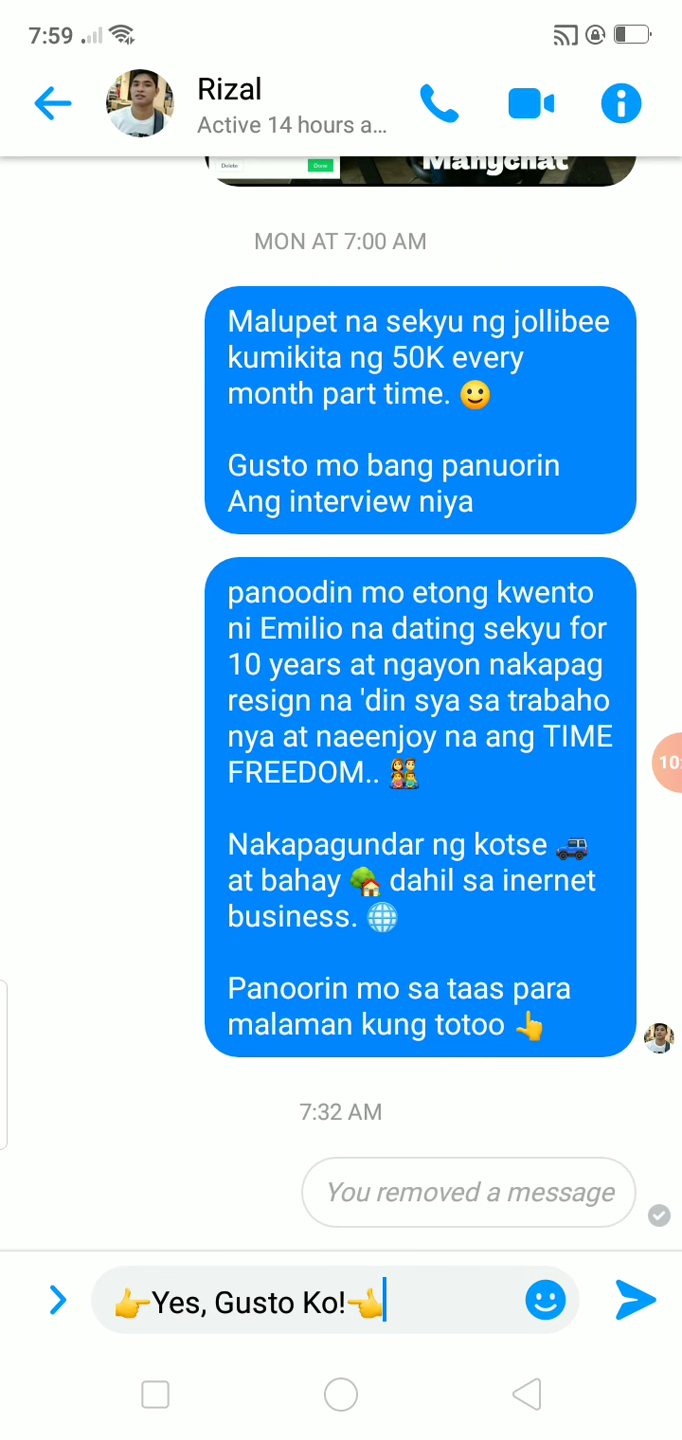 7:59
Rizal
Active 14 hours a...
Delete
Done
Manychat
MON AT 7:00 AM
Malupet na sekyu ng jollibee
kumikita ng 50K every
month part time. 🙂
Gusto mo bang panuorin
Ang interview niya
panoodin mo etong kwento
ni Emilio na dating sekyu for
10 years at ngayon nakapag
resign na 'din sya sa trabaho
nya at naeenjoy na ang TIME
FREEDOM.. 👨‍👩‍👧‍👦
10:
Nakapagundar ng kotse 🚙
at bahay 🏡 dahil sa inernet
business. 🌐
Panoorin mo sa taas para
malaman kung totoo 👆
7:32 AM
You removed a message
👉Yes, Gusto Ko!👈